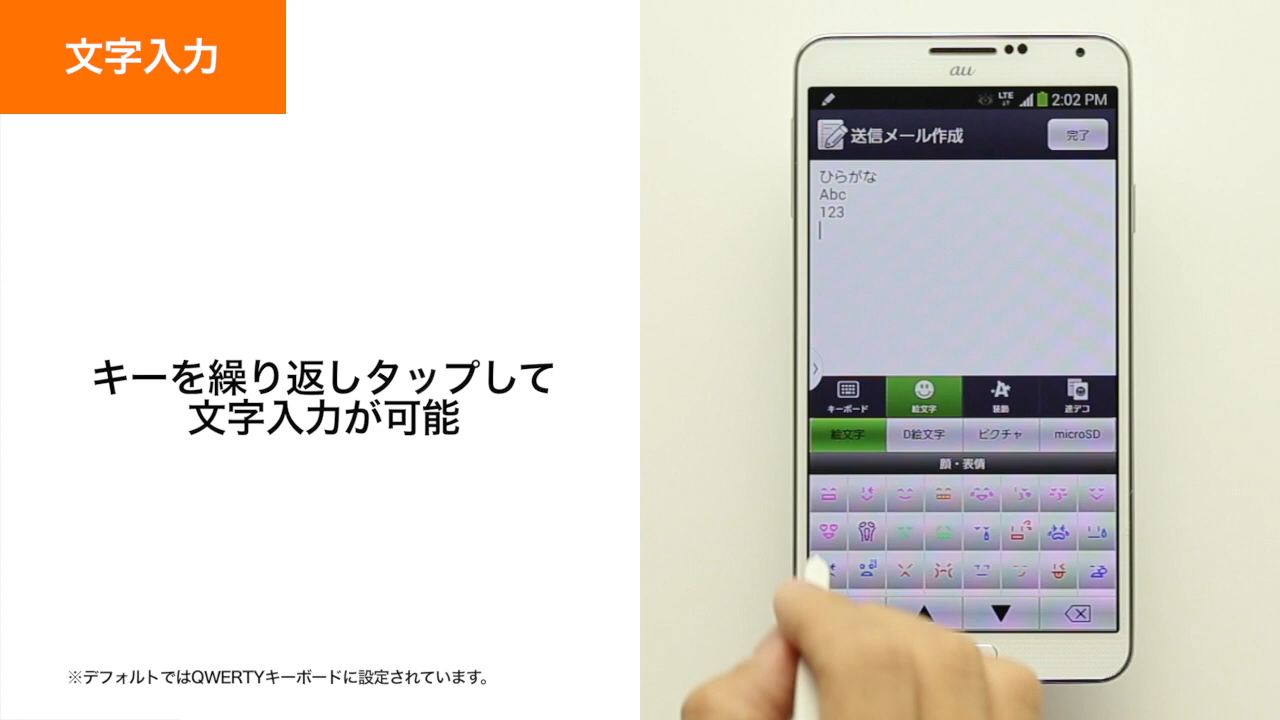 文字入力
キーを繰り返しタップして
文字入力が可能
※デフォルトではQWERTYキーボードに設定されています。
au
LTE 2:02 PM
送信メール作成
完了
ひらがな
Abc
123
キーボード 絵文字 装飾 速デコ
絵文字 D絵文字 ピクチャ microSD
顔・表情